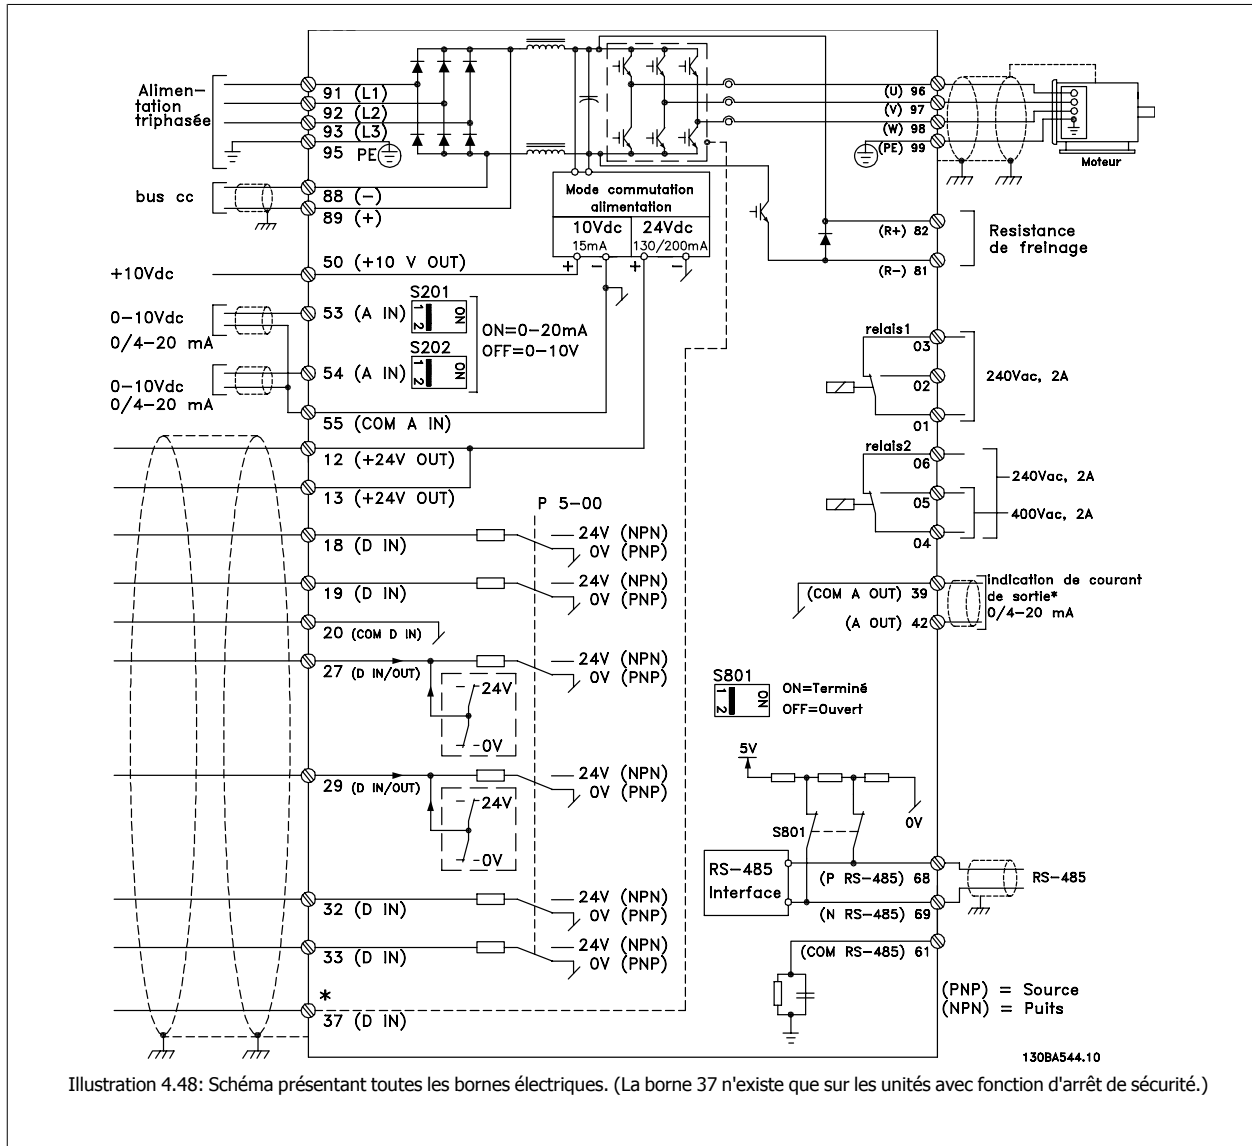 Alimen-
tation
triphasée
91 (L1)
92 (L2)
93 (L3)
95 PE
bus cc
88 (−)
89 (+)
+10Vdc
50 (+10 V OUT)
0−10Vdc
0/4−20 mA
53 (A IN)
S201
1 2 ON
ON=0−20mA
OFF=0−10V
S202
1 2 ON
0−10Vdc
0/4−20 mA
54 (A IN)
55 (COM A IN)
12 (+24V OUT)
13 (+24V OUT)
Mode commutation
alimentation
10Vdc
15mA
24Vdc
130/200mA
+ − + −
P 5-00
18 (D IN)
24V (NPN)
0V (PNP)
19 (D IN)
24V (NPN)
0V (PNP)
20 (COM D IN)
27 (D IN/OUT)
24V (NPN)
0V (PNP)
24V
0V
29 (D IN/OUT)
24V (NPN)
0V (PNP)
24V
0V
32 (D IN)
24V (NPN)
0V (PNP)
33 (D IN)
24V (NPN)
0V (PNP)
*
37 (D IN)
(U) 96
(V) 97
(W) 98
(PE) 99
Moteur
(R+) 82
(R−) 81
Resistance
de freinage
relais1
03
02
01
240Vac, 2A
relais2
06
05
04
240Vac, 2A
400Vac, 2A
(COM A OUT) 39
(A OUT) 42
indication de courant
de sortie*
0/4−20 mA
S801
1 2 ON
ON=Terminé
OFF=Ouvert
5V
0V
S801
RS−485
Interface
(P RS−485) 68
(N RS−485) 69
RS−485
(COM RS−485) 61
(PNP) = Source
(NPN) = Puits
130BA544.10
Illustration 4.48: Schéma présentant toutes les bornes électriques. (La borne 37 n'existe que sur les unités avec fonction d'arrêt de sécurité.)